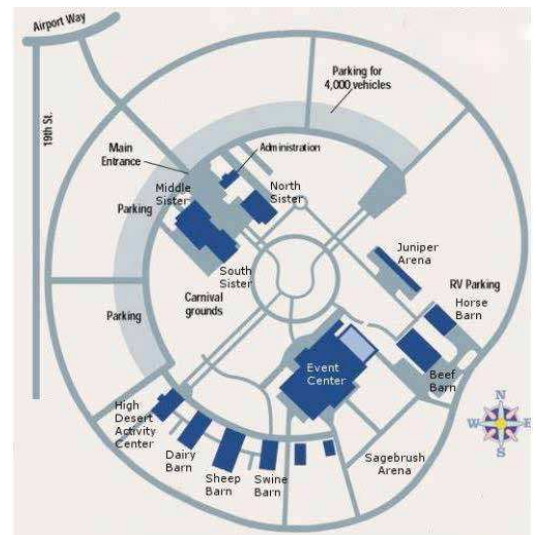 Airport Way
19th St.
Parking for
4,000 vehicles
Main
Entrance
Administration
Middle
Sister
North
Sister
Parking
Juniper
Arena
South
Sister
RV Parking
Carnival
grounds
Horse
Barn
Parking
Event
Center
Beef
Barn
High
Desert
Activity
Center
N
W
E
S
Dairy
Barn
Sheep
Barn
Swine
Barn
Sagebrush
Arena